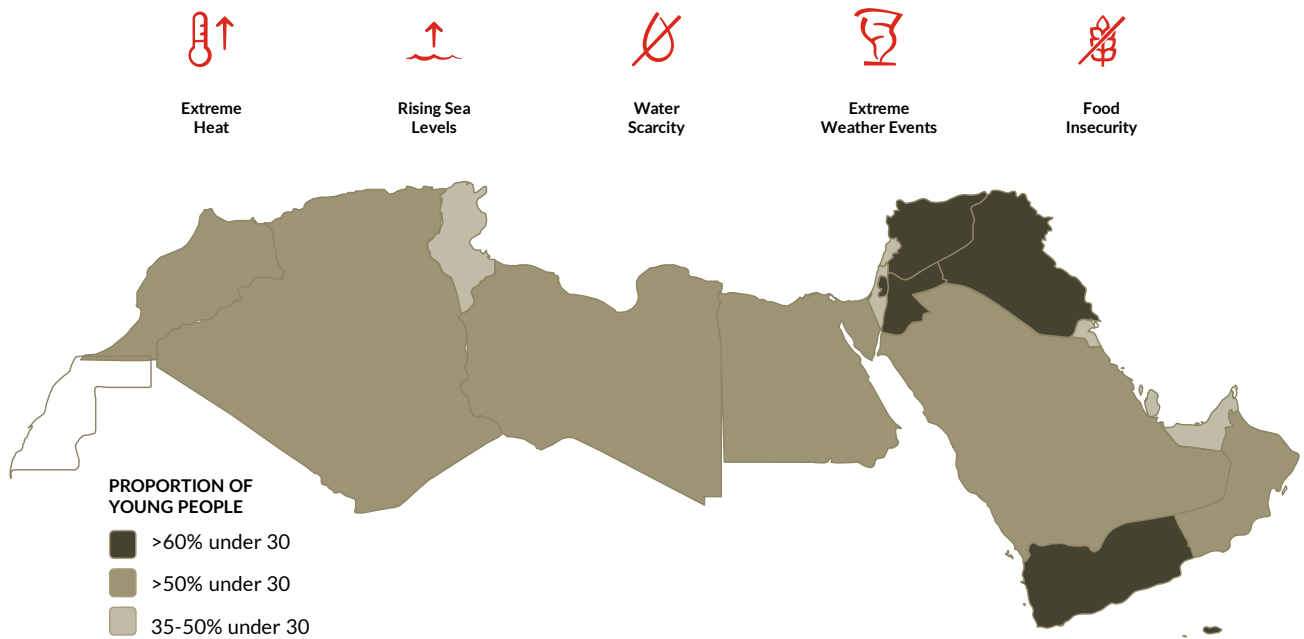 Extreme
Heat
Rising Sea
Levels
Water
Scarcity
Extreme
Weather Events
Food
Insecurity
PROPORTION OF
YOUNG PEOPLE
>60% under 30
>50% under 30
35-50% under 30